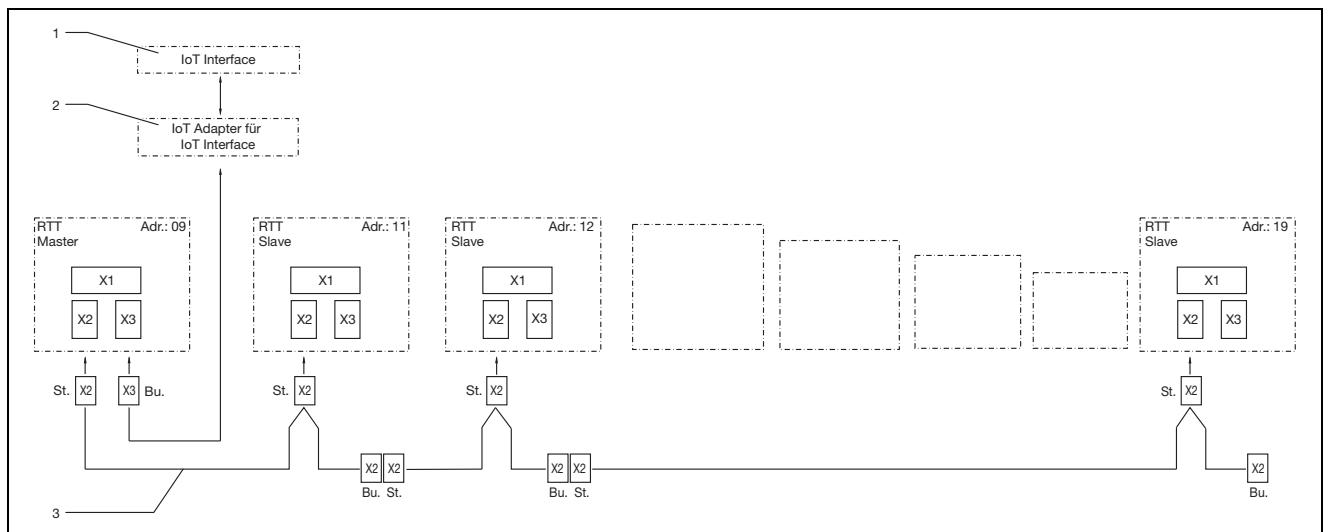 1
IoT Interface
2
IoT Adapter für
IoT Interface
RTT Adr.: 09
Master
X1
X2 X3
RTT Adr.: 11
Slave
X1
X2 X3
RTT Adr.: 12
Slave
X1
X2 X3
RTT Adr.: 19
Slave
X1
X2 X3
St. X2 X3 Bu.
St. X2
St. X2
St. X2
X2 X2
Bu. St.
X2 X2
Bu. St.
X2
Bu.
3